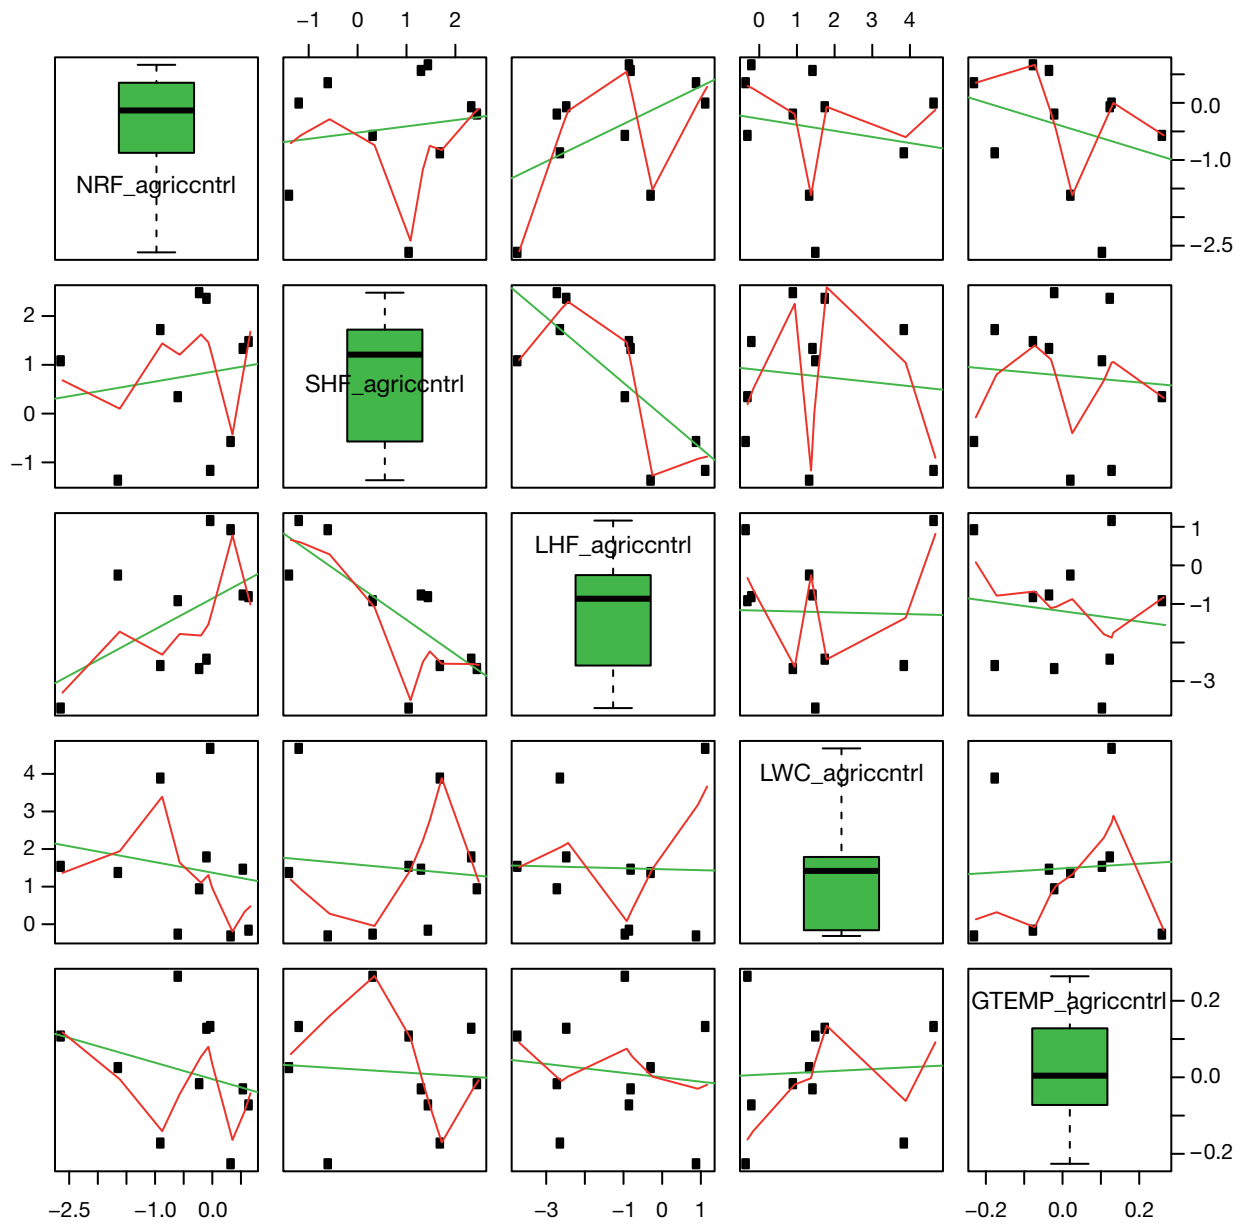 −1 0 1 2 0 1 2 3 4
NRF_agriccntrl
0.0
−1.0
−2.5
2
1
0
−1
SHF_agriccntrl
LHF_agriccntrl
1
0
−1
−3
4
3
2
1
0
LWC_agriccntrl
GTEMP_agriccntrl
0.2
0.0
−0.2
−2.5 −1.0 0.0 −3 −1 0 1 −0.2 0.0 0.2